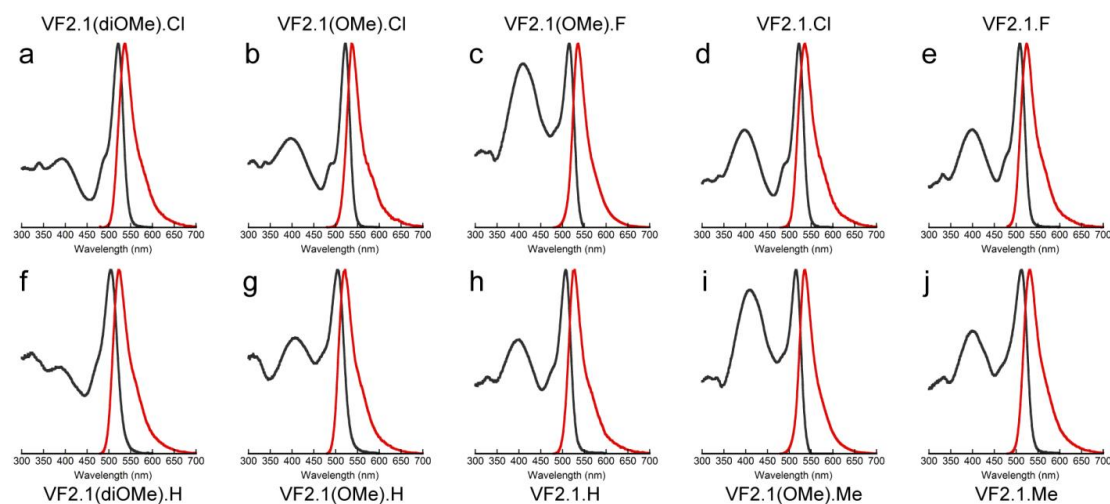 VF2.1(diOMe).Cl VF2.1(OMe).Cl VF2.1(OMe).F VF2.1.Cl VF2.1.F
a b c d e
300 350 400 450 500 550 600 650 700 300 350 400 450 500 550 600 650 700 300 350 400 450 500 550 600 650 700 300 350 400 450 500 550 600 650 700 300 350 400 450 500 550 600 650 700
Wavelength (nm) Wavelength (nm) Wavelength (nm) Wavelength (nm) Wavelength (nm)
f g h i j
300 350 400 450 500 550 600 650 700 300 350 400 450 500 550 600 650 700 300 350 400 450 500 550 600 650 700 300 350 400 450 500 550 600 650 700 300 350 400 450 500 550 600 650 700
Wavelength (nm) Wavelength (nm) Wavelength (nm) Wavelength (nm) Wavelength (nm)
VF2.1(diOMe).H VF2.1(OMe).H VF2.1.H VF2.1(OMe).Me VF2.1.Me